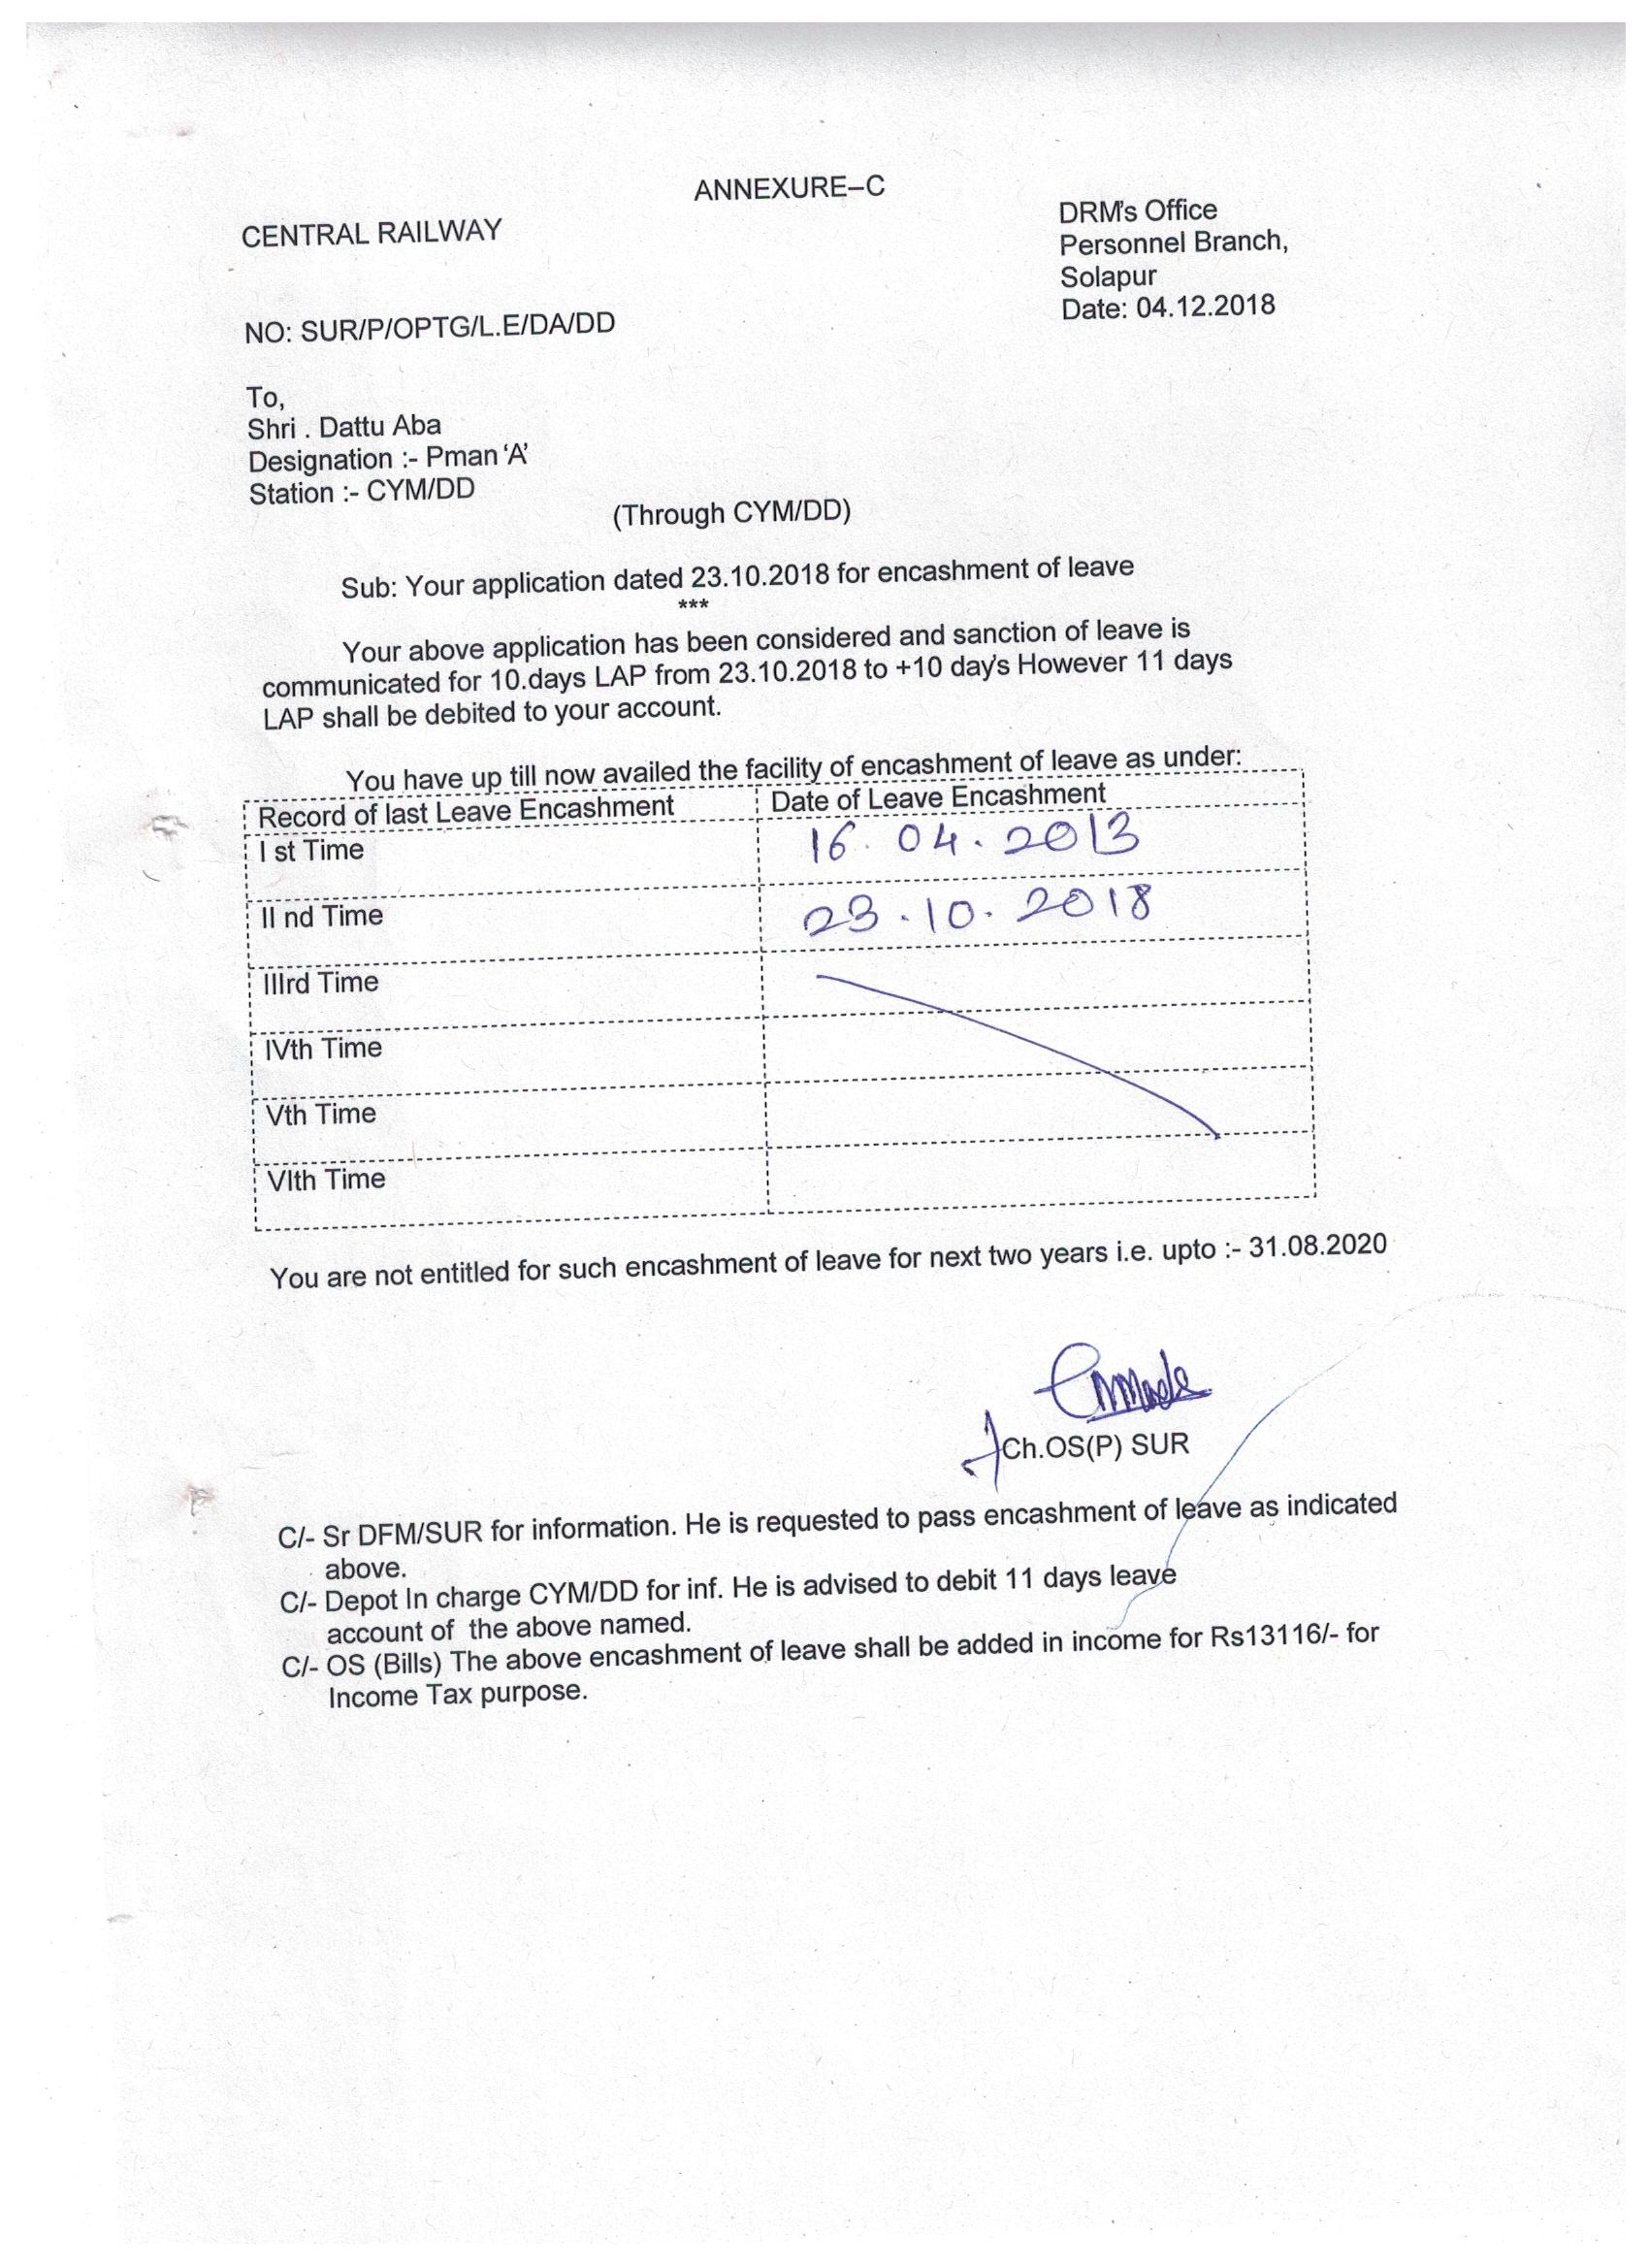 ANNEXURE–C
CENTRAL RAILWAY
DRM's Office
Personnel Branch,
Solapur
Date: 04.12.2018
NO: SUR/P/OPTG/L.E/DA/DD
To,
Shri . Dattu Aba
Designation :- Pman 'A'
Station :- CYM/DD
(Through CYM/DD)
Sub: Your application dated 23.10.2018 for encashment of leave
***
Your above application has been considered and sanction of leave is
communicated for 10.days LAP from 23.10.2018 to +10 day's However 11 days
LAP shall be debited to your account.
You have up till now availed the facility of encashment of leave as under:
Record of last Leave Encashment Date of Leave Encashment
I st Time 16. 04. 2013
II nd Time 23.10. 2018
IIIrd Time
IVth Time
Vth Time
VIth Time
You are not entitled for such encashment of leave for next two years i.e. upto :- 31.08.2020
Ch.OS(P) SUR
C/- Sr DFM/SUR for information. He is requested to pass encashment of leave as indicated
above.
C/- Depot In charge CYM/DD for inf. He is advised to debit 11 days leave
account of the above named.
C/- OS (Bills) The above encashment of leave shall be added in income for Rs13116/- for
Income Tax purpose.